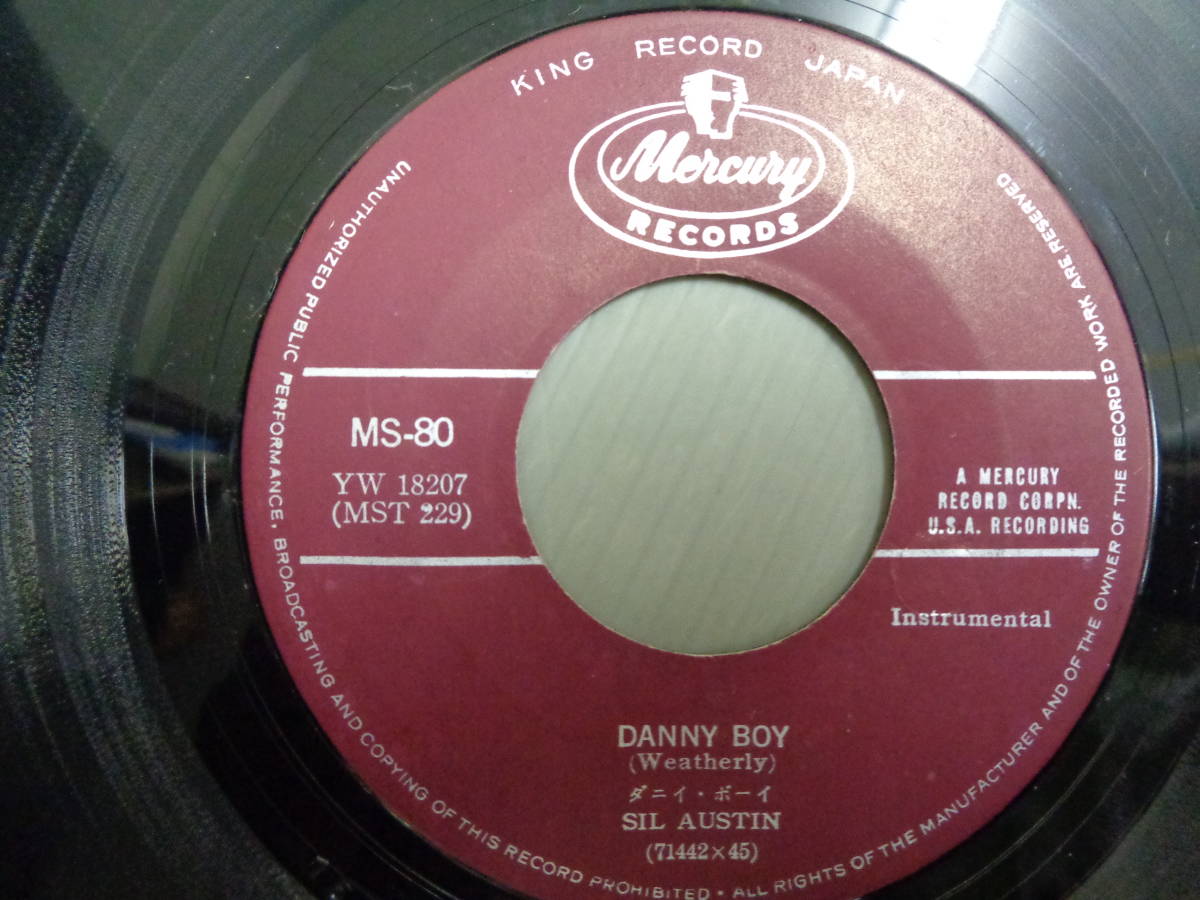 KING RECORD JAPAN
Mercury
RECORDS
UNAUTHORIZED PUBLIC PERFORMANCE, BROADCASTING AND COPYING OF THIS RECORD PROHIBITED • ALL RIGHTS OF THE MANUFACTURER AND OF THE OWNER OF THE RECORDED WORK ARE RESERVED
MS-80
YW 18207
(MST 229)
A MERCURY
RECORD CORPN.
U.S.A. RECORDING
Instrumental
DANNY BOY
(Weatherly)
ダニイ・ボーイ
SIL AUSTIN
(71442×45)